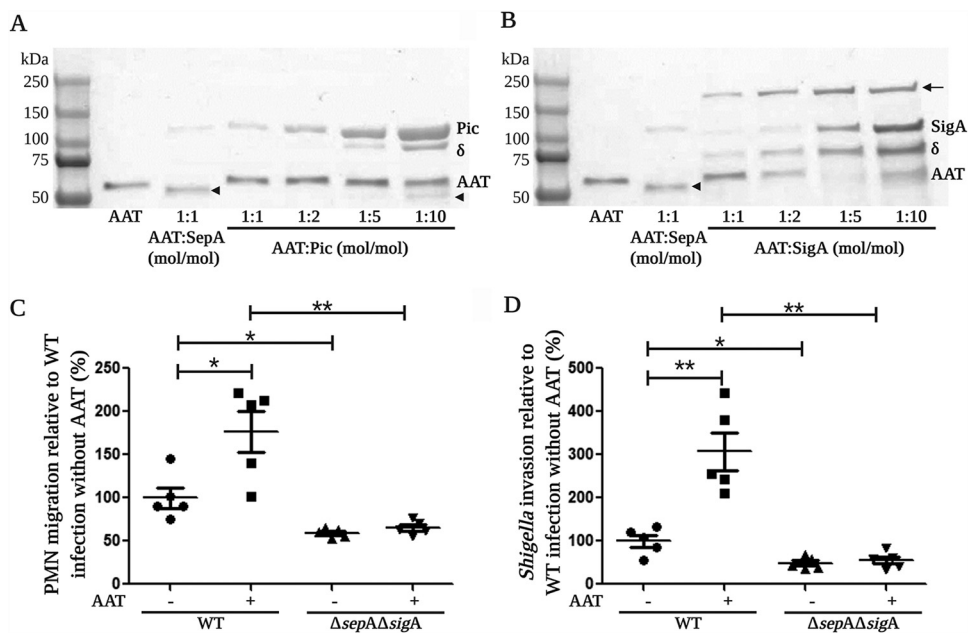 A
kDa
250
150
100
75
50
Pic
δ
AAT
AAT 1:1 1:1 1:2 1:5 1:10
AAT:SepA
(mol/mol)
AAT:Pic (mol/mol)
B
kDa
250
150
100
75
50
SigA
δ
AAT
AAT 1:1 1:1 1:2 1:5 1:10
AAT:SepA
(mol/mol)
AAT:SigA (mol/mol)
C
PMN migration relative to WT
infection without AAT (%)
**
*
*
250
200
150
100
50
0
AAT - + - +
WT ΔsepAΔsigA
D
Shigella invasion relative to
WT infection without AAT (%)
**
*
**
500
400
300
200
100
0
AAT - + - +
WT ΔsepAΔsigA